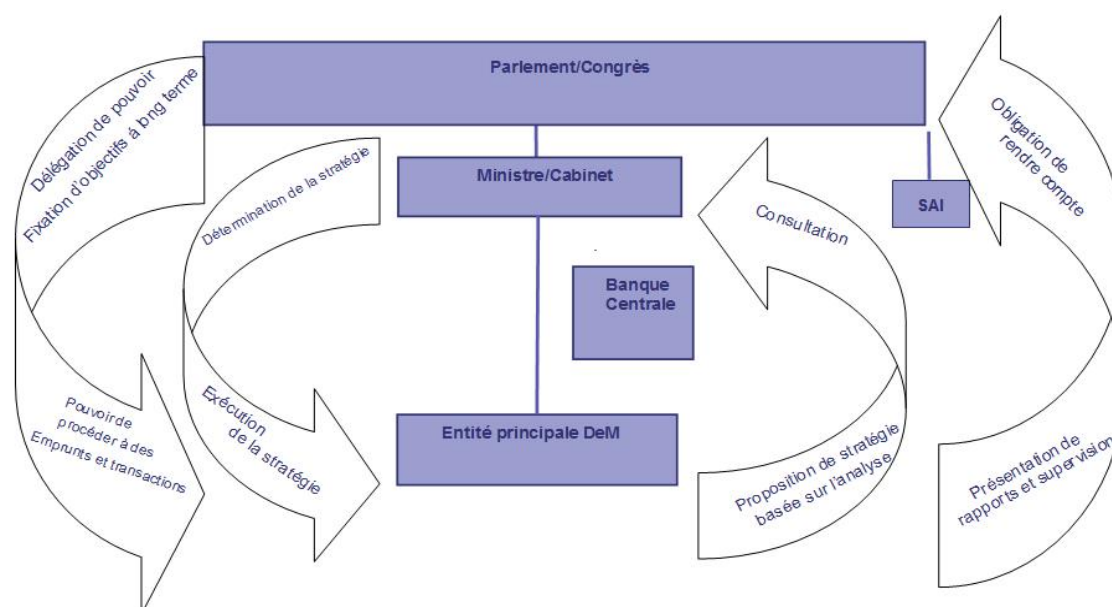 Parlement/Congrès
Délégation de pouvoir
Fixation d'objectifs à long terme
Obligation de
rendre compte
Ministre/Cabinet
SAI
Détermination de la stratégie
Consultation
Banque
Centrale
Pouvoir de
procéder à des
Emprunts et transactions
Exécution
de la stratégie
Entité principale DeM
Proposition de stratégie
basée sur l'analyse
Présentation de
rapports et supervision